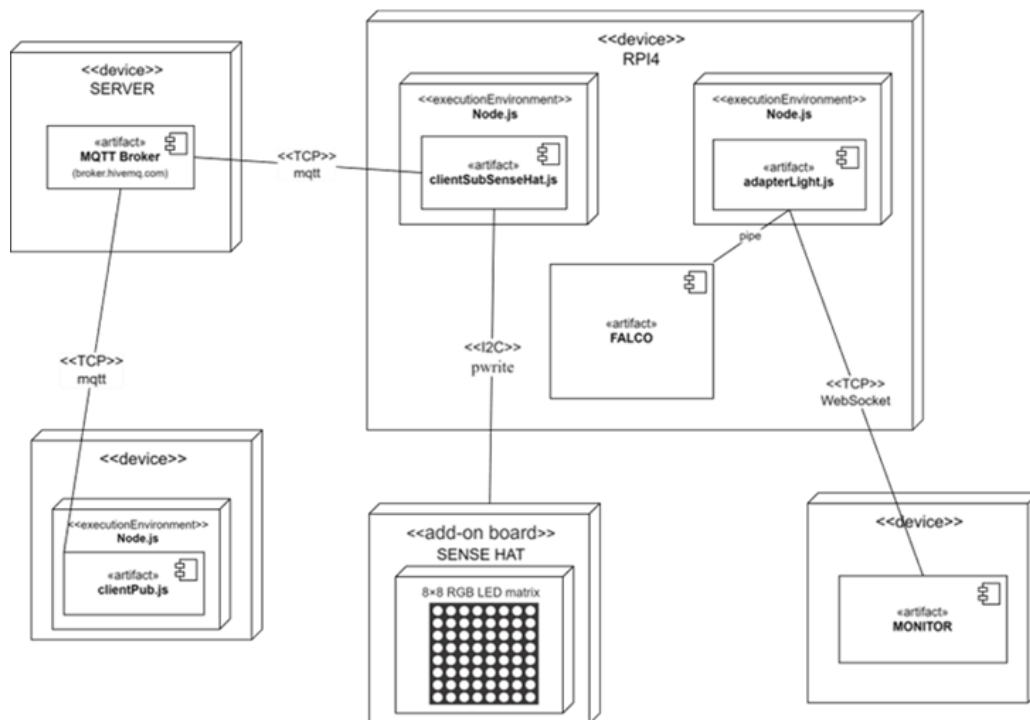 <<device>>
SERVER
«artifact»
MQTT Broker
(broker.hivemq.com)
<<TCP>>
mqtt
<<device>>
RPI4
<<executionEnvironment>>
Node.js
«artifact»
clientSubSenseHat.js
<<executionEnvironment>>
Node.js
«artifact»
adapterLight.js
pipe
«artifact»
FALCO
<<I2C>>
pwrite
<<TCP>>
WebSocket
<<TCP>>
mqtt
<<device>>
<<executionEnvironment>>
Node.js
«artifact»
clientPub.js
<<add-on board>>
SENSE HAT
8×8 RGB LED matrix
<<device>>
«artifact»
MONITOR